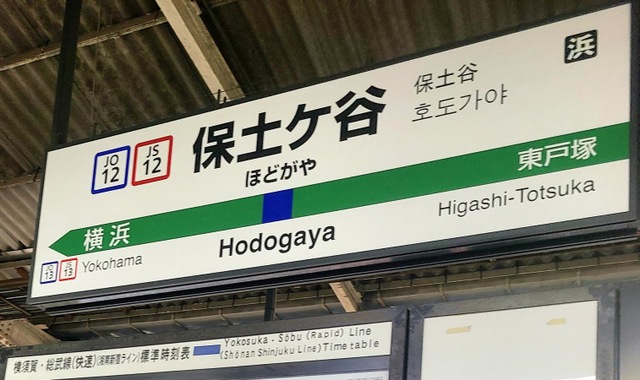 浜
JO 12
JS 12
保土ケ谷
保土谷
호도가야
ほどがや
横浜
東戸塚
JO 13
JS 13
Yokohama
Hodogaya
Higashi-Totsuka
横須賀・総武線(快速)(湘南新宿ライン)標準時刻表
Yokosuka - Sōbu (Rapid) Line
(Shōnan Shinjuku Line) Timetable